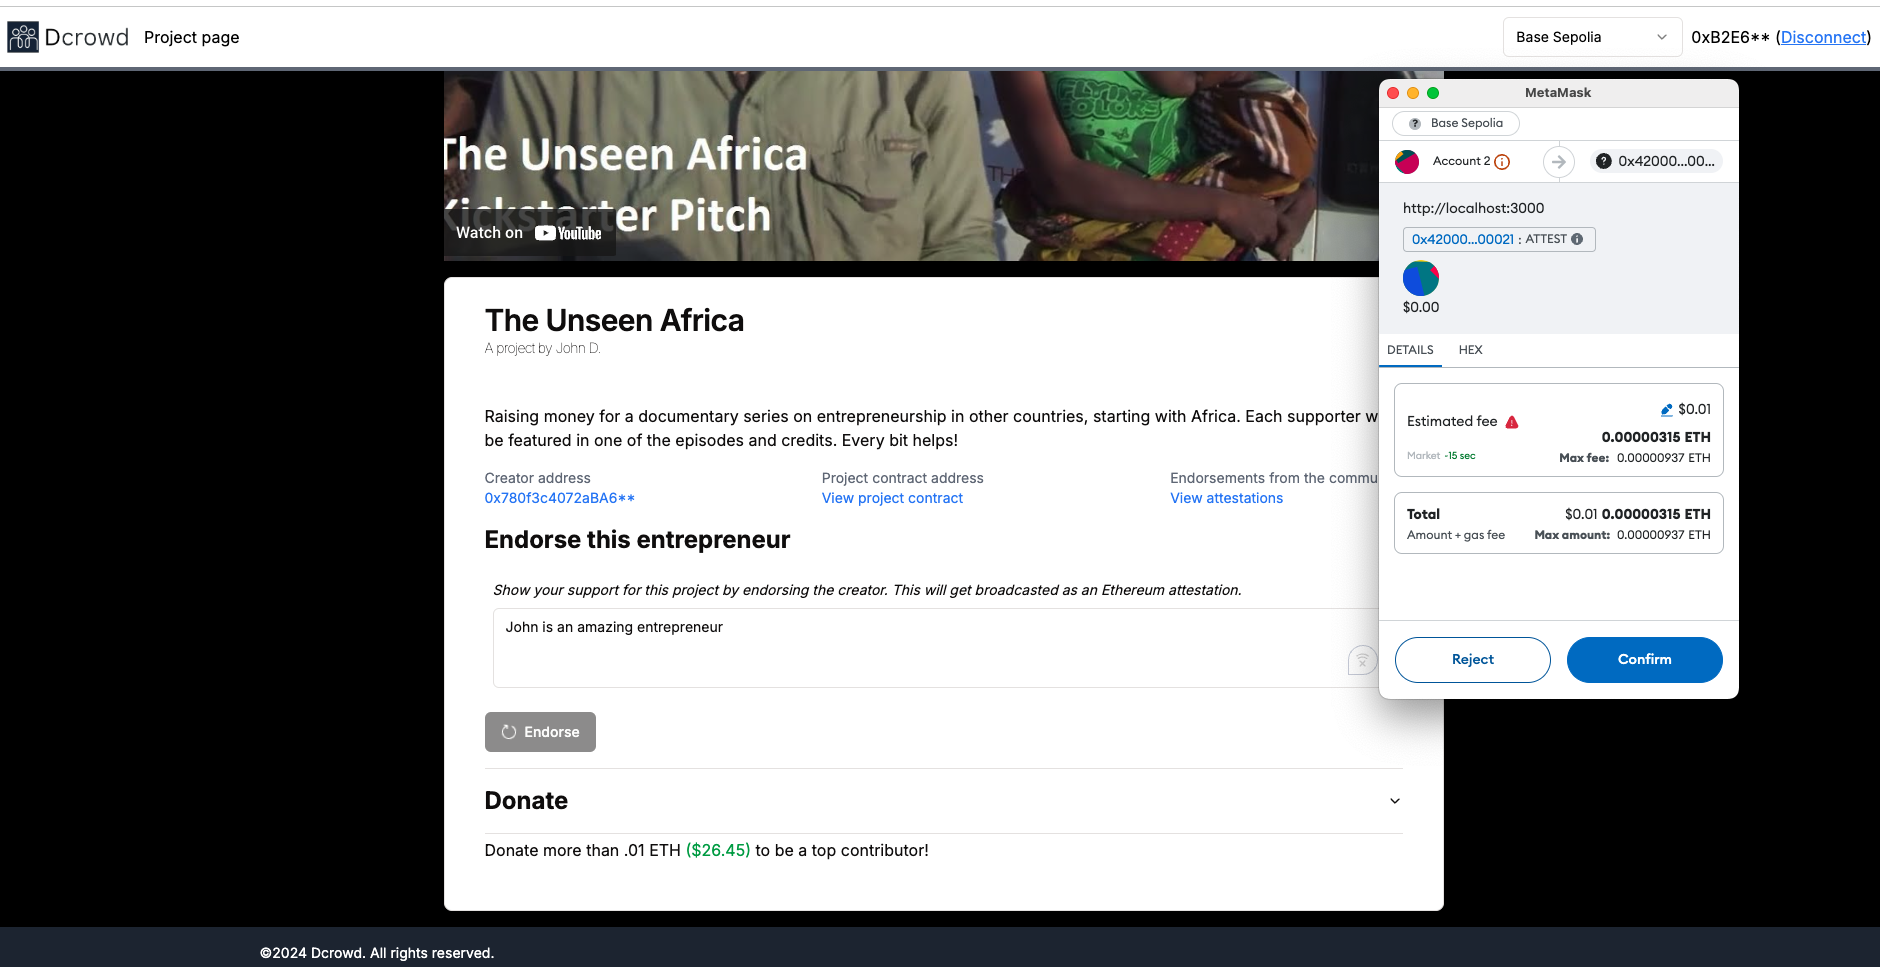 Dcrowd
Project page
Base Sepolia
0xB2E6** (Disconnect)
FLYIN
COLORS
The Unseen Africa
Kickstarter Pitch
Watch on YouTube
The Unseen Africa
A project by John D.
Raising money for a documentary series on entrepreneurship in other countries, starting with Africa. Each supporter w
be featured in one of the episodes and credits. Every bit helps!
Creator address
0x780f3c4072aBA6**
Project contract address
View project contract
Endorsements from the commu
View attestations
Endorse this entrepreneur
Show your support for this project by endorsing the creator. This will get broadcasted as an Ethereum attestation.
John is an amazing entrepreneur
Endorse
Donate
Donate more than .01 ETH ($26.45) to be a top contributor!
©2024 Dcrowd. All rights reserved.
MetaMask
Base Sepolia
Account 2
0x42000...00...
http://localhost:3000
0x42000...00021 : ATTEST
$0.00
DETAILS
HEX
Estimated fee
$0.01
0.00000315 ETH
Market ~15 sec
Max fee: 0.00000937 ETH
Total
$0.01 0.00000315 ETH
Amount + gas fee
Max amount: 0.00000937 ETH
Reject
Confirm